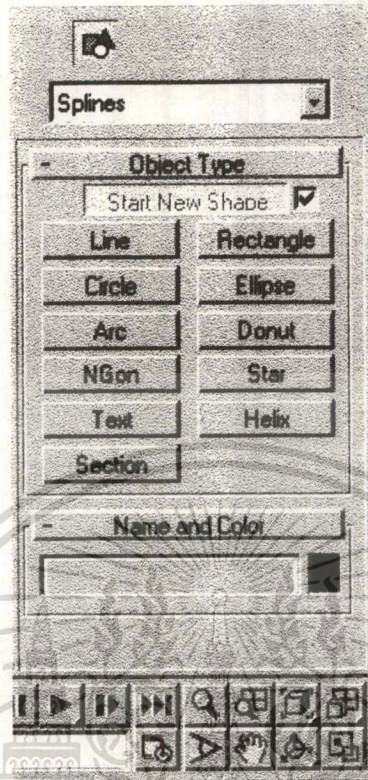 Splines
- Object Type
Start New Shape
Line Rectangle
Circle Ellipse
Arc Donut
NGon Star
Text Helix
Section
- Name and Color